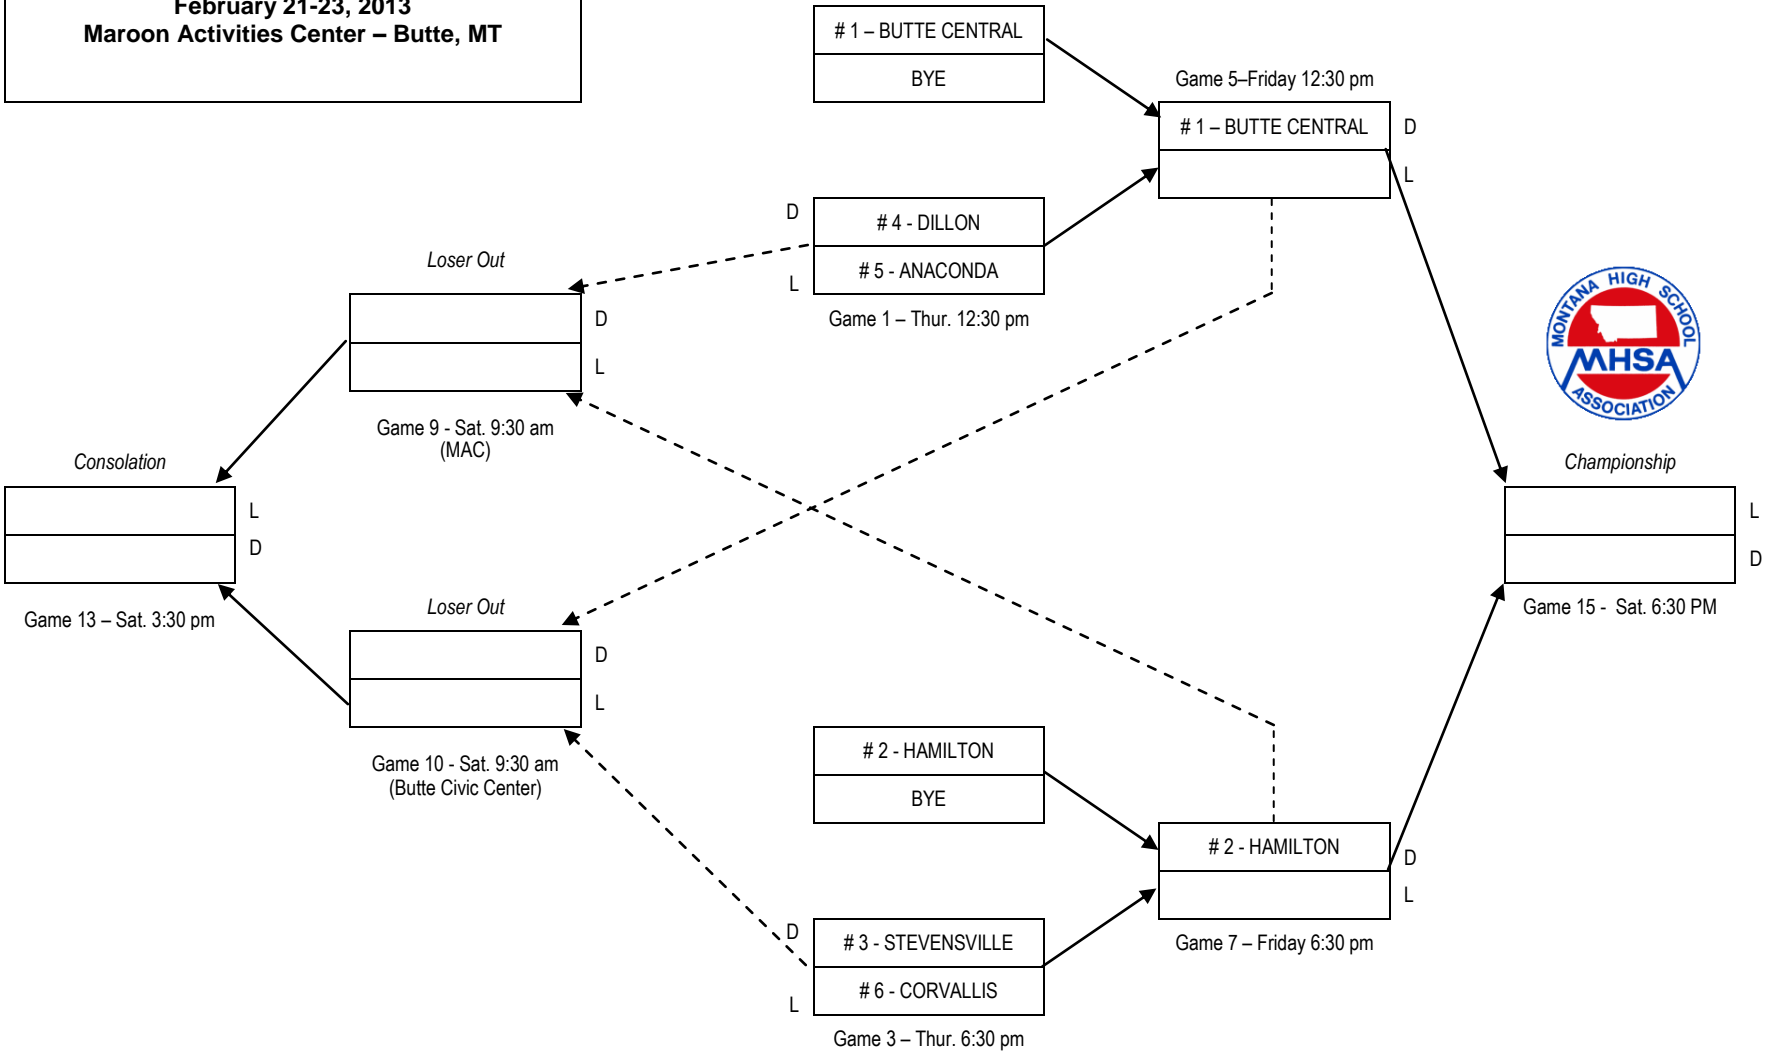 February 21-23, 2013
Maroon Activities Center – Butte, MT
# 1 – BUTTE CENTRAL
BYE
Game 5–Friday 12:30 pm
# 1 – BUTTE CENTRAL
D
L
D
# 4 - DILLON
# 5 - ANACONDA
L
Game 1 – Thur. 12:30 pm
Loser Out
D
L
Game 9 - Sat. 9:30 am
(MAC)
MONTANA HIGH SCHOOL
MHSA
ASSOCIATION
Consolation
L
D
Game 13 – Sat. 3:30 pm
Championship
L
D
Game 15 - Sat. 6:30 PM
Loser Out
D
L
Game 10 - Sat. 9:30 am
(Butte Civic Center)
# 2 - HAMILTON
BYE
# 2 - HAMILTON
D
L
Game 7 – Friday 6:30 pm
D
# 3 - STEVENSVILLE
# 6 - CORVALLIS
L
Game 3 – Thur. 6:30 pm